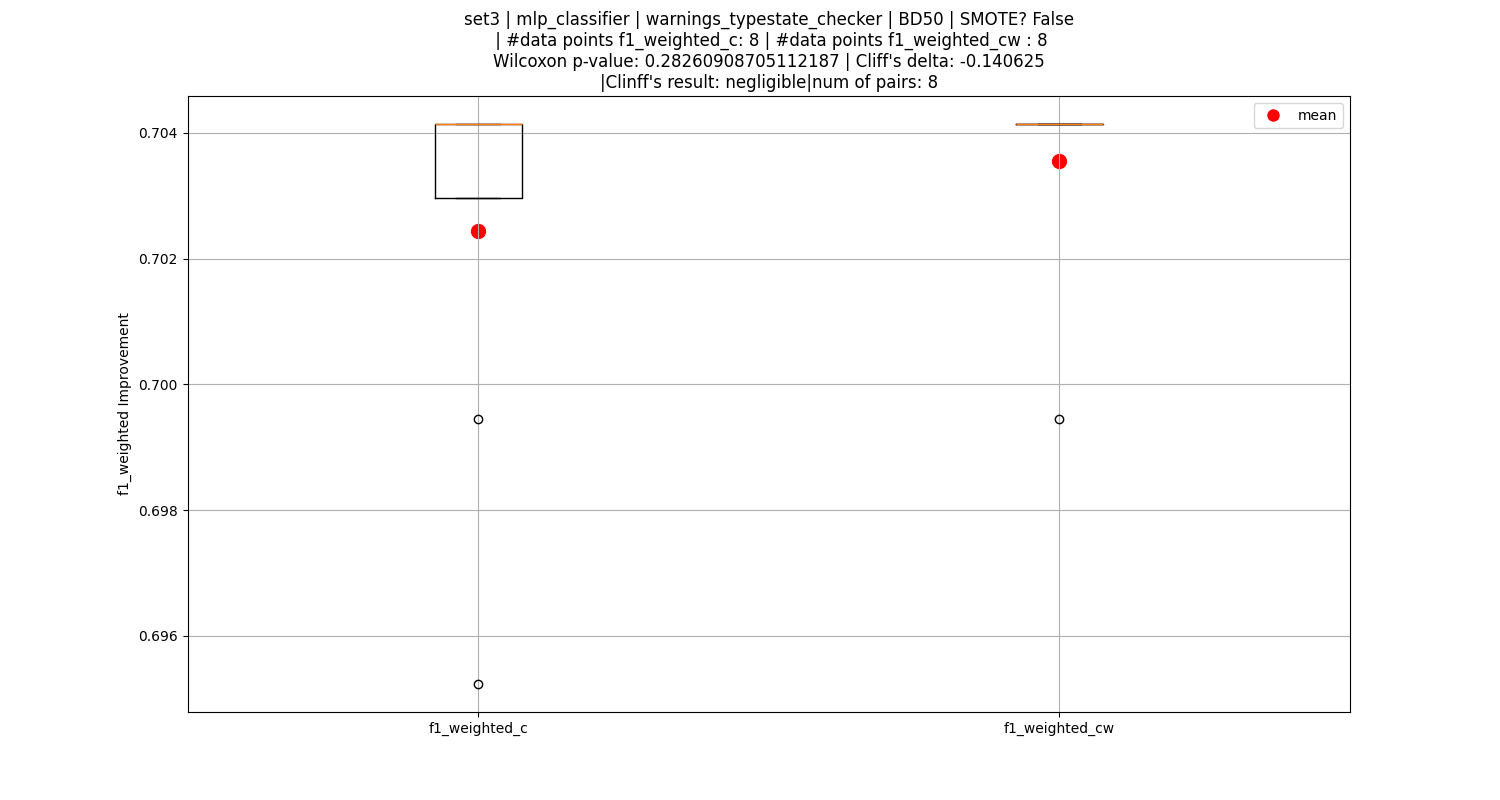 set3 | mlp_classifier | warnings_typestate_checker | BD50 | SMOTE? False
| #data points f1_weighted_c: 8 | #data points f1_weighted_cw : 8
Wilcoxon p-value: 0.28260908705112187 | Cliff's delta: -0.140625
|Clinff's result: negligible|num of pairs: 8
mean
f1_weighted Improvement
0.704
0.702
0.700
0.698
0.696
f1_weighted_c
f1_weighted_cw